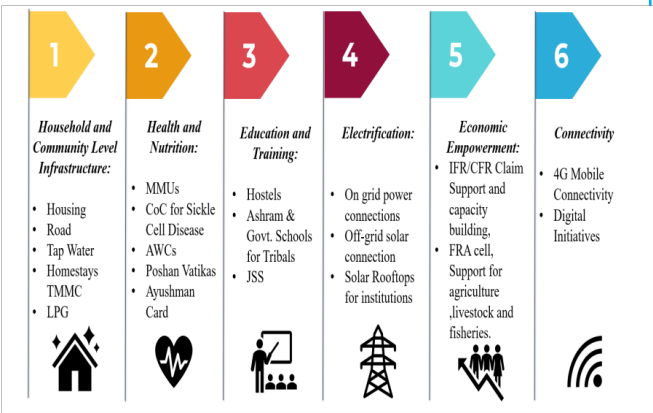 1
Household and
Community Level
Infrastructure:
• Housing
• Road
• Tap Water
• Homestays
TMMC
• LPG
2
Health and
Nutrition:
• MMUs
• CoC for Sickle
Cell Disease
• AWCs
• Poshan Vatikas
• Ayushman
Card
3
Education and
Training:
• Hostels
• Ashram &
Govt. Schools
for Tribals
• JSS
4
Electrification:
• On grid power
connections
• Off-grid solar
connection
• Solar Rooftops
for institutions
5
Economic
Empowerment:
• IFR/CFR Claim
Support and
capacity
building,
• FRA cell,
Support for
agriculture
,livestock and
fisheries.
6
Connectivity
• 4G Mobile
Connectivity
• Digital
Initiatives